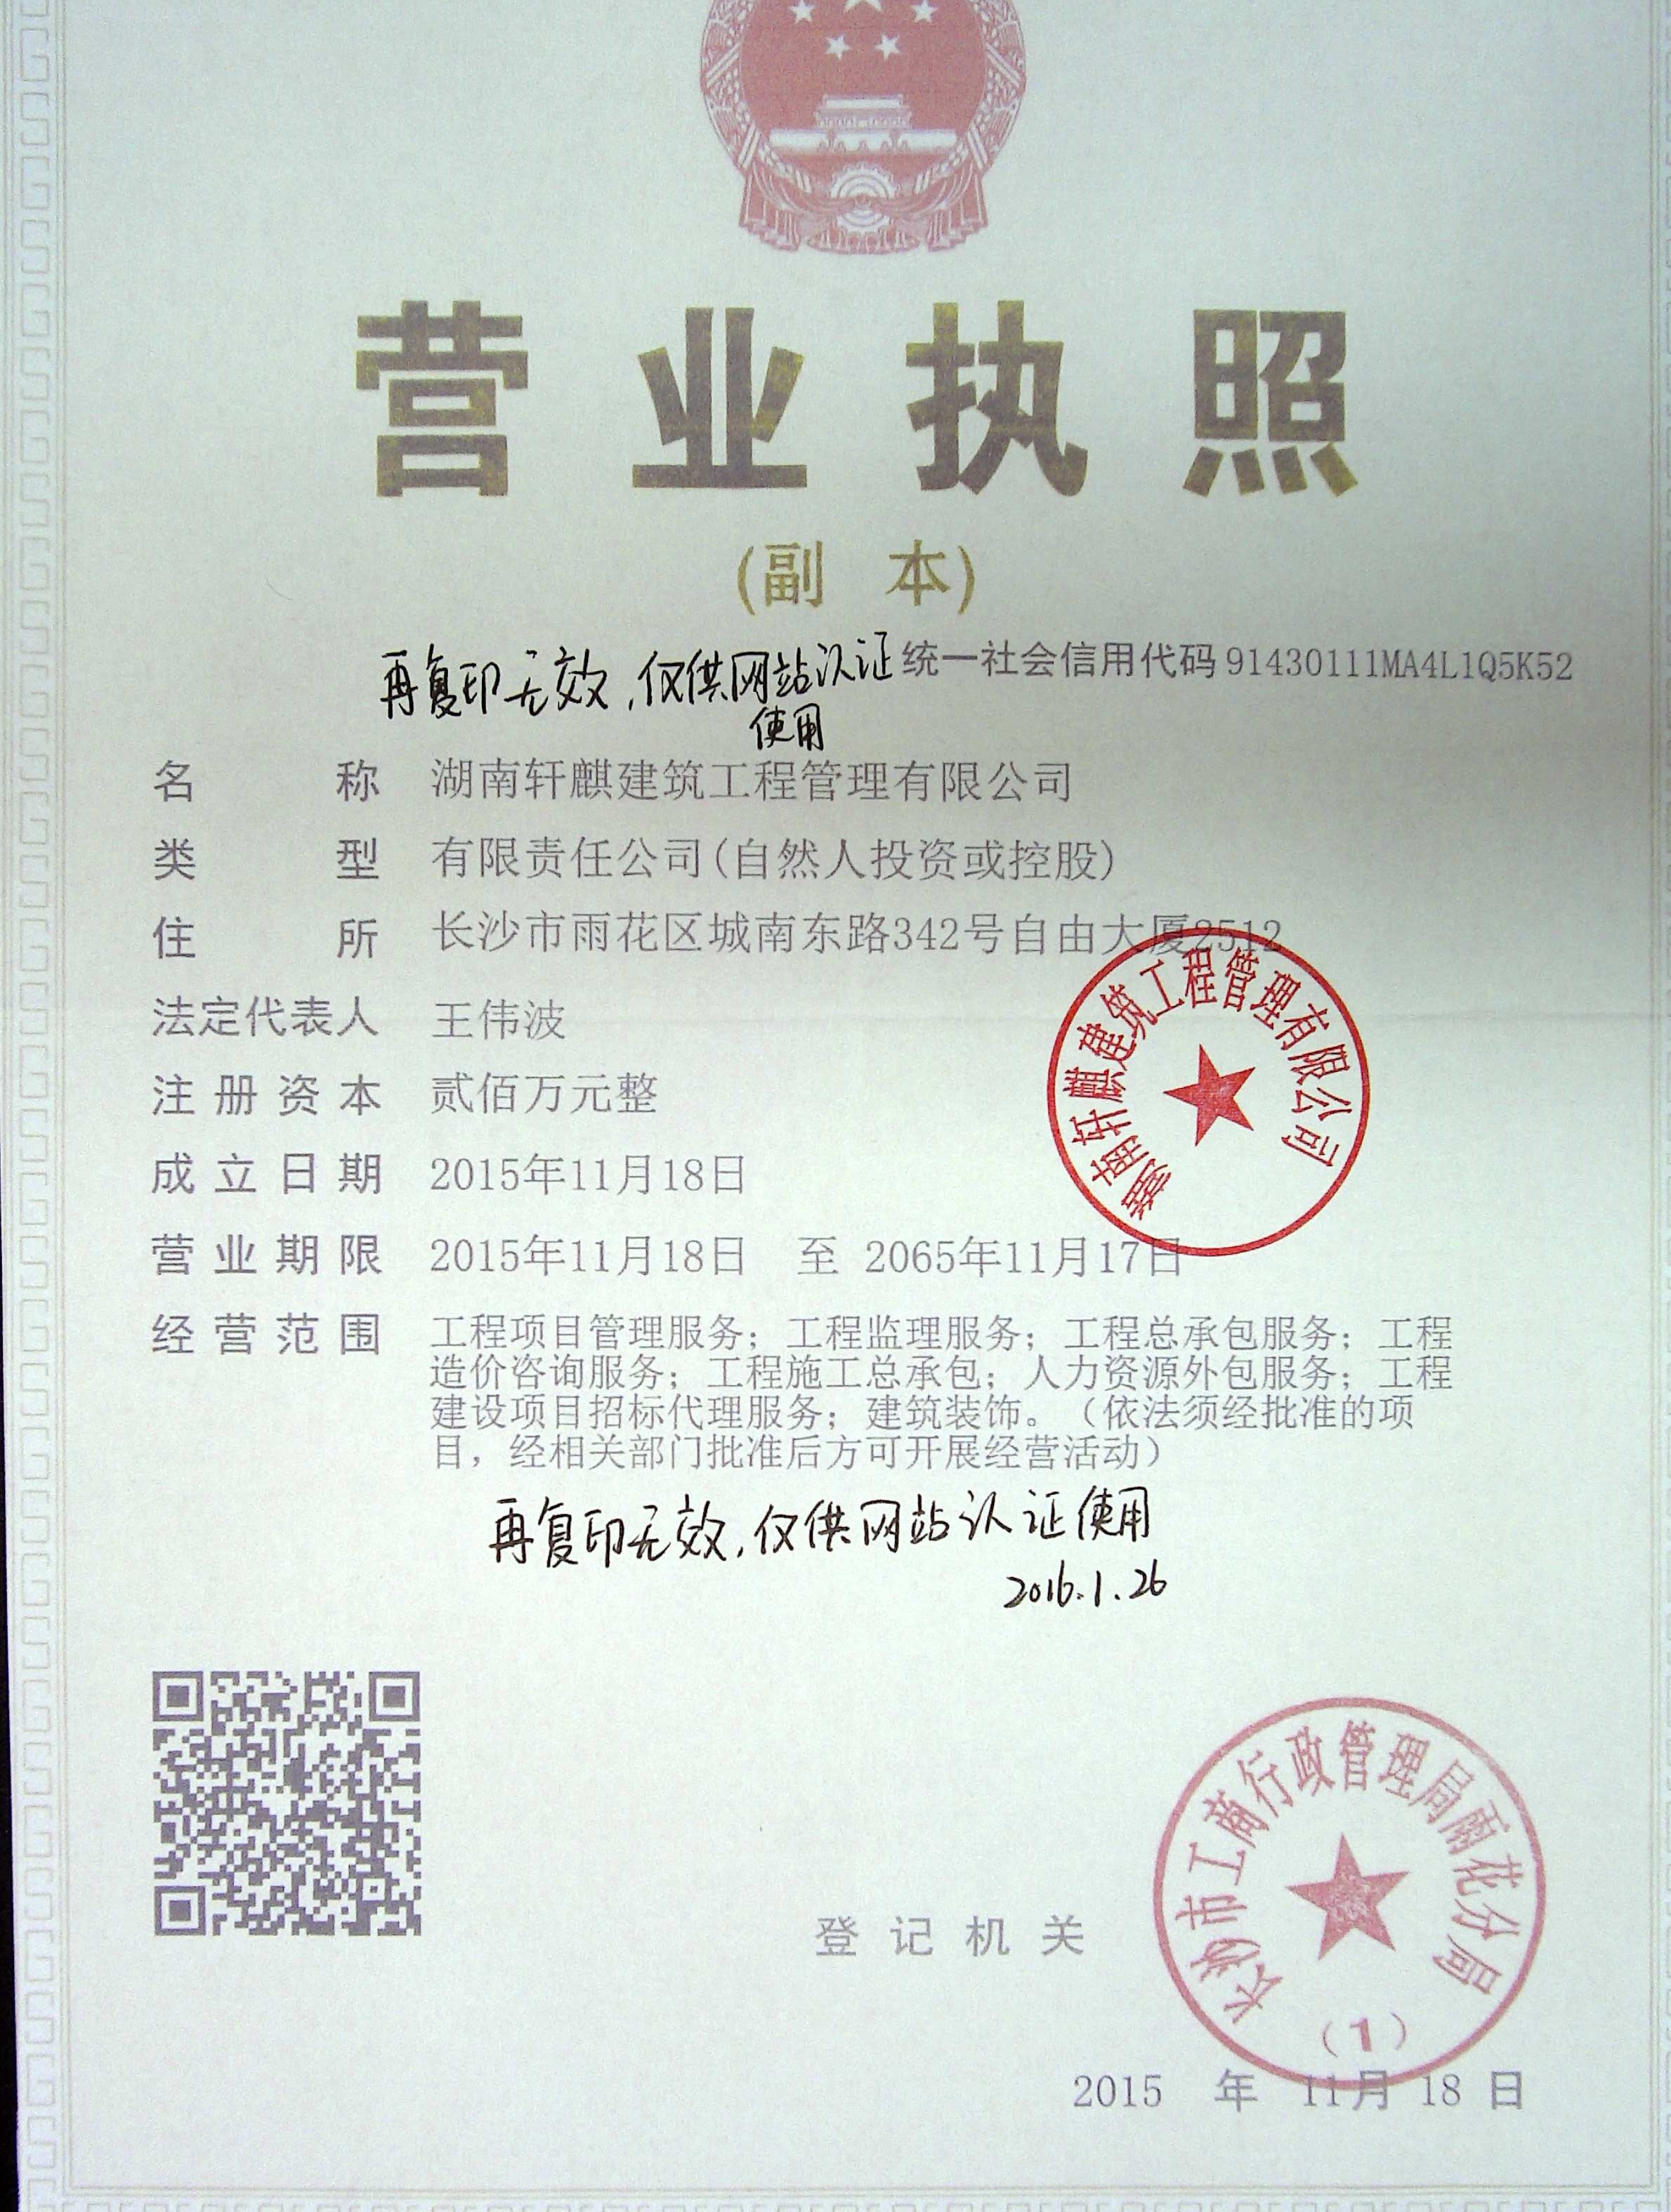 营业执照
(副 本)
再复印无效，仅供网站认证
使用
统一社会信用代码 91430111MA4L1Q5K52
名 称 湖南轩麒建筑工程管理有限公司
类 型 有限责任公司(自然人投资或控股)
住 所 长沙市雨花区城南东路342号自由大厦2512
法定代表人 王伟波
注册资本 贰佰万元整
成立日期 2015年11月18日
营业期限 2015年11月18日 至 2065年11月17日
经营范围 工程项目管理服务；工程监理服务；工程总承包服务；工程
造价咨询服务；工程施工总承包；人力资源外包服务；工程
建设项目招标代理服务；建筑装饰。（依法须经批准的项
目，经相关部门批准后方可开展经营活动）
湖南轩麒建筑工程管理有限公司
再复印无效，仅供网站认证使用
2016.1.26
登记机关
长沙市工商行政管理局雨花分局
（1）
2015 年 11月 18 日